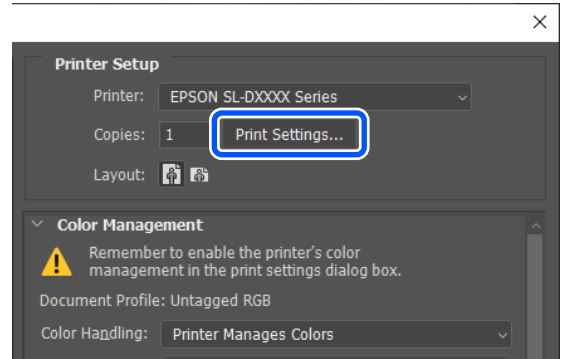 Printer Setup
Printer: EPSON SL-DXXXX Series
Copies: 1 Print Settings...
Layout:
Color Management
Remember to enable the printer's color
management in the print settings dialog box.
Document Profile: Untagged RGB
Color Handling: Printer Manages Colors